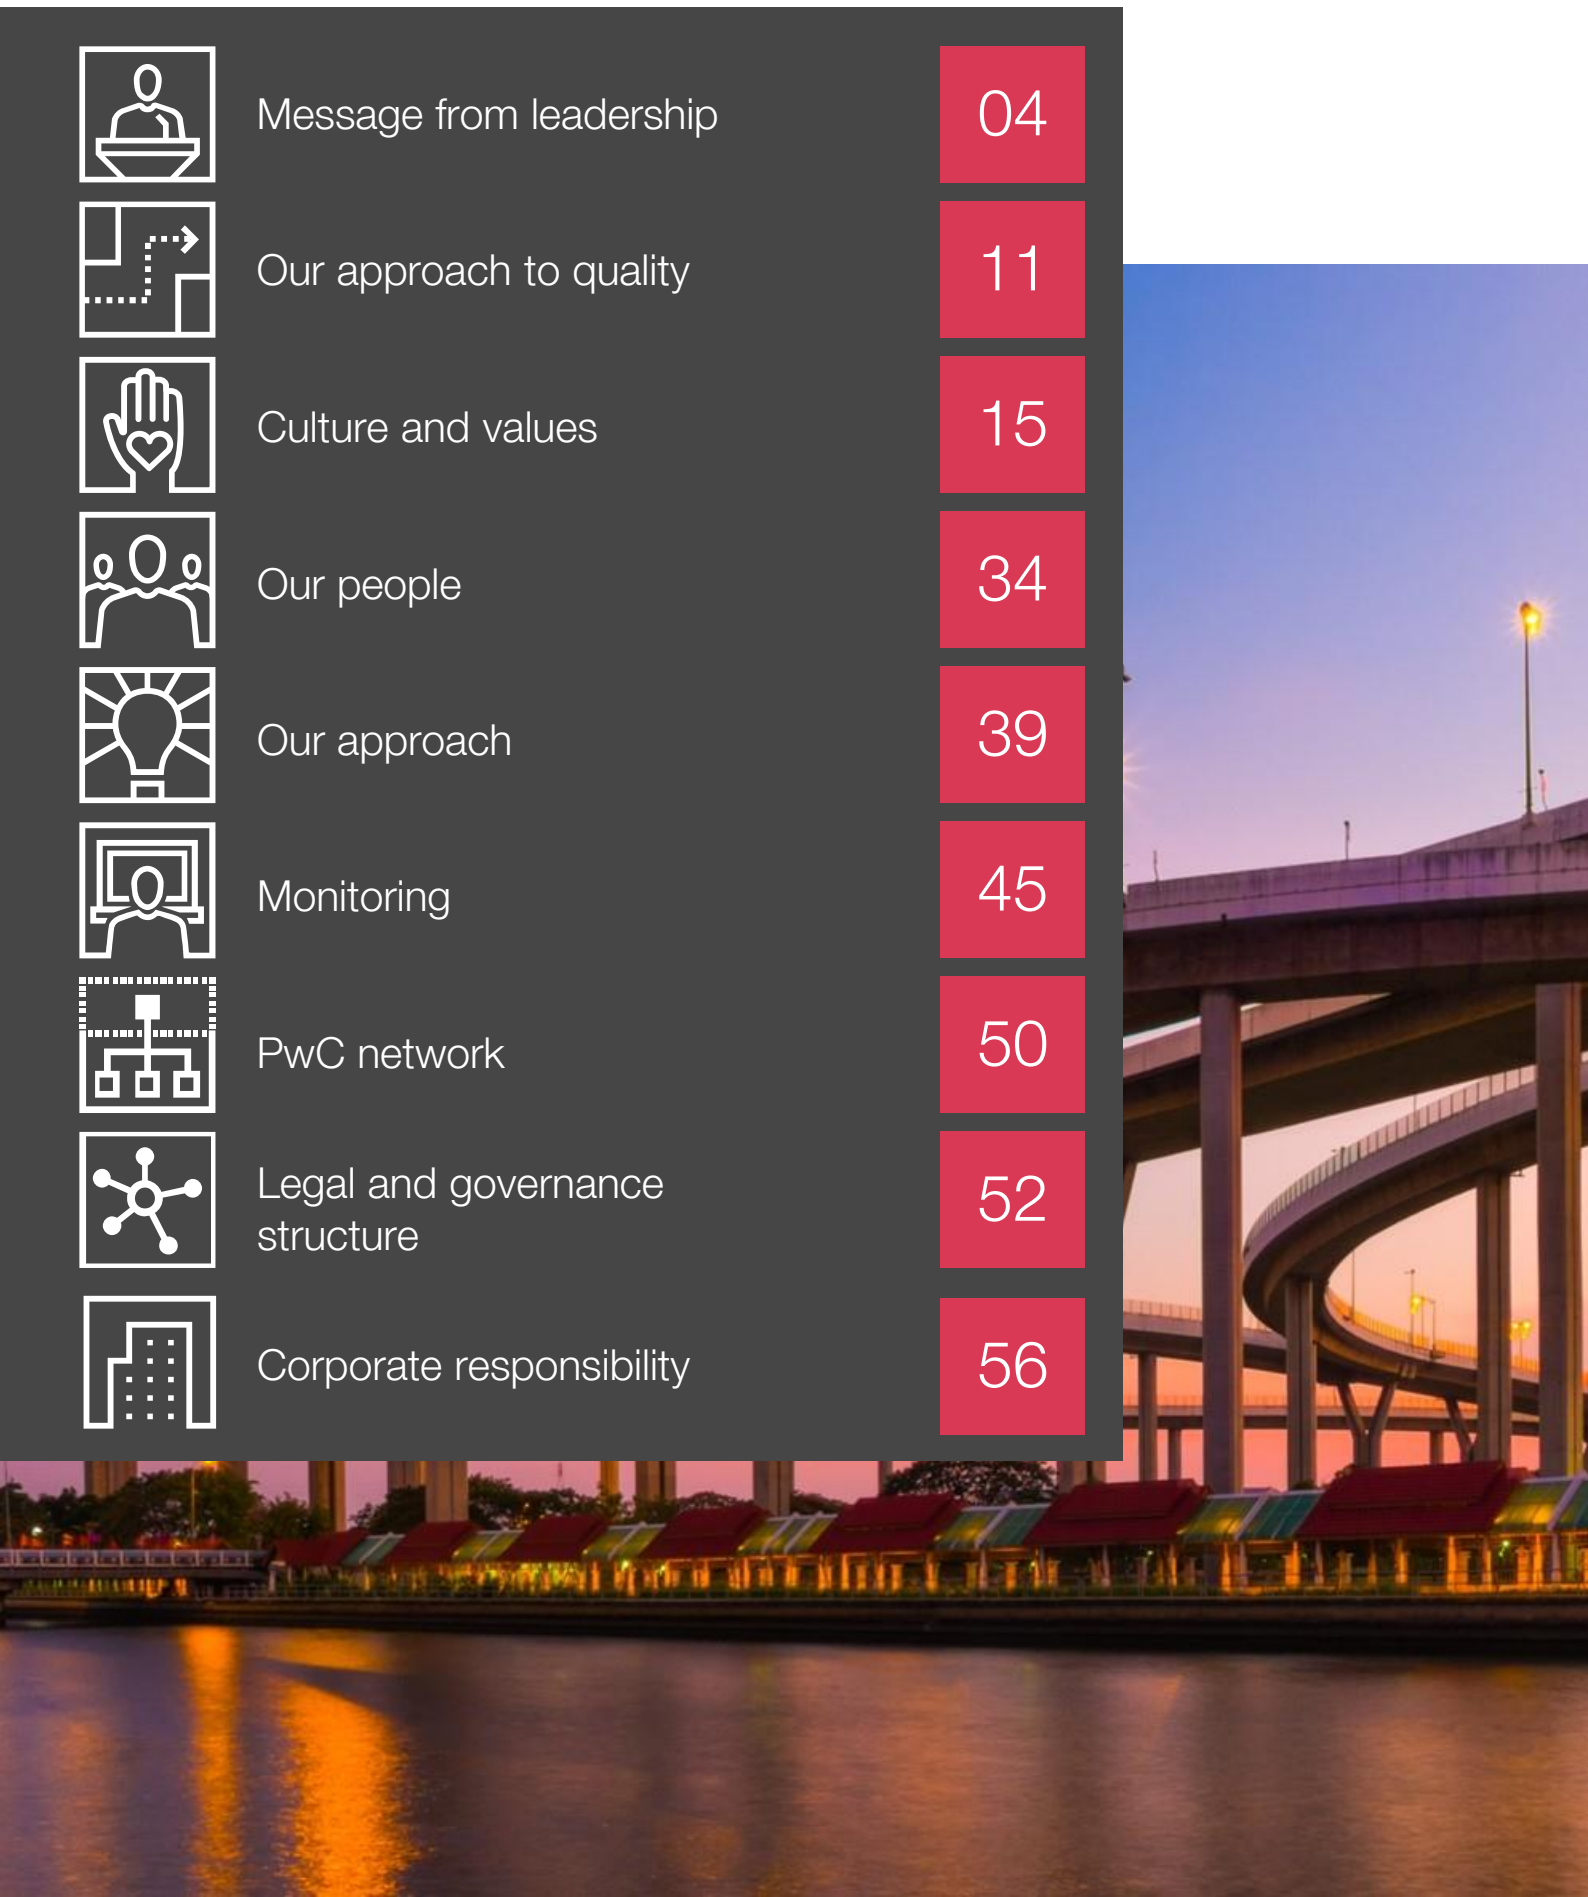 Message from leadership 04
Our approach to quality 11
Culture and values 15
Our people 34
Our approach 39
Monitoring 45
PwC network 50
Legal and governance 52
structure
Corporate responsibility 56